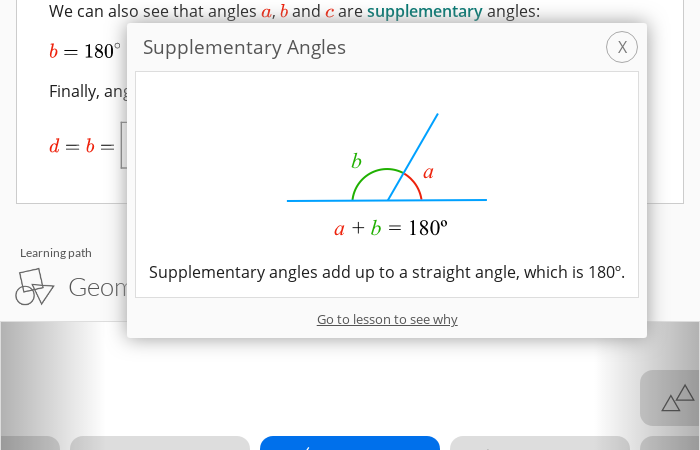 We can also see that angles a, b and c are supplementary angles:
Supplementary Angles
X
b = 180°
Finally, ang
d = b =
b
a
a + b = 180º
Supplementary angles add up to a straight angle, which is 180º.
Go to lesson to see why
Learning path
Geom